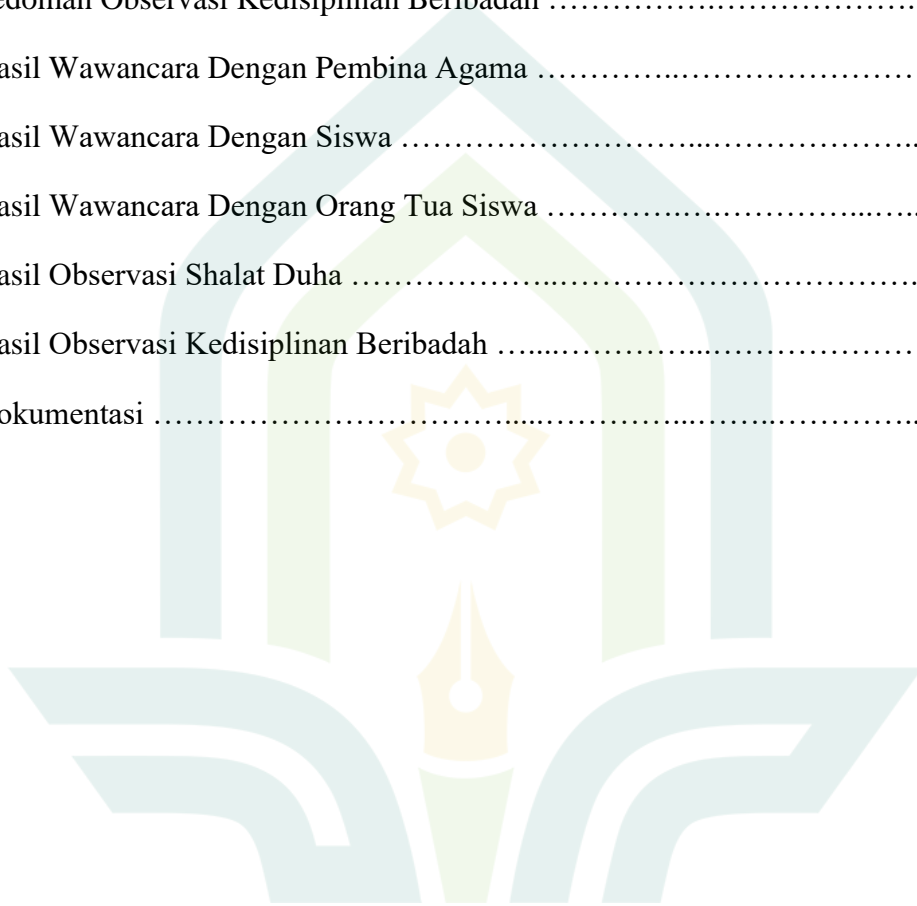 edoman Observasi Kedisiplinan Beribadah …………….……………….
asil Wawancara Dengan Pembina Agama …………..…………………
asil Wawancara Dengan Siswa ………………………...………………..
asil Wawancara Dengan Orang Tua Siswa ………….….…………...…..
asil Observasi Shalat Duha ………………..…………………………….
asil Observasi Kedisiplinan Beribadah …...…………...………………
okumentasi …………………………….....…………...……..…………..